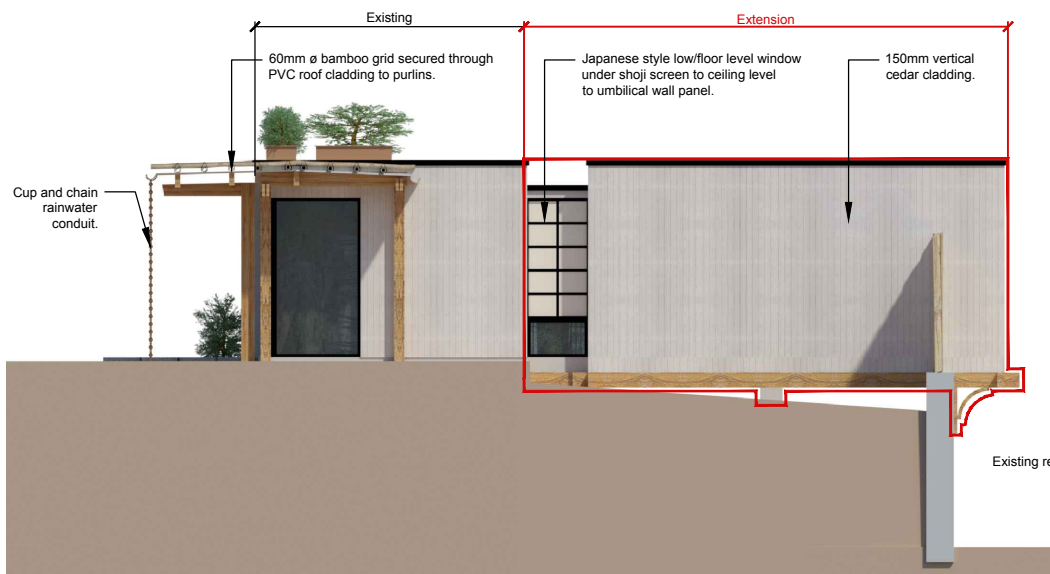 Existing
Extension
60mm ø bamboo grid secured through
PVC roof cladding to purlins.
Japanese style low/floor level window
under shoji screen to ceiling level
to umbilical wall panel.
150mm vertical
cedar cladding.
Cup and chain
rainwater
conduit.
Existing re